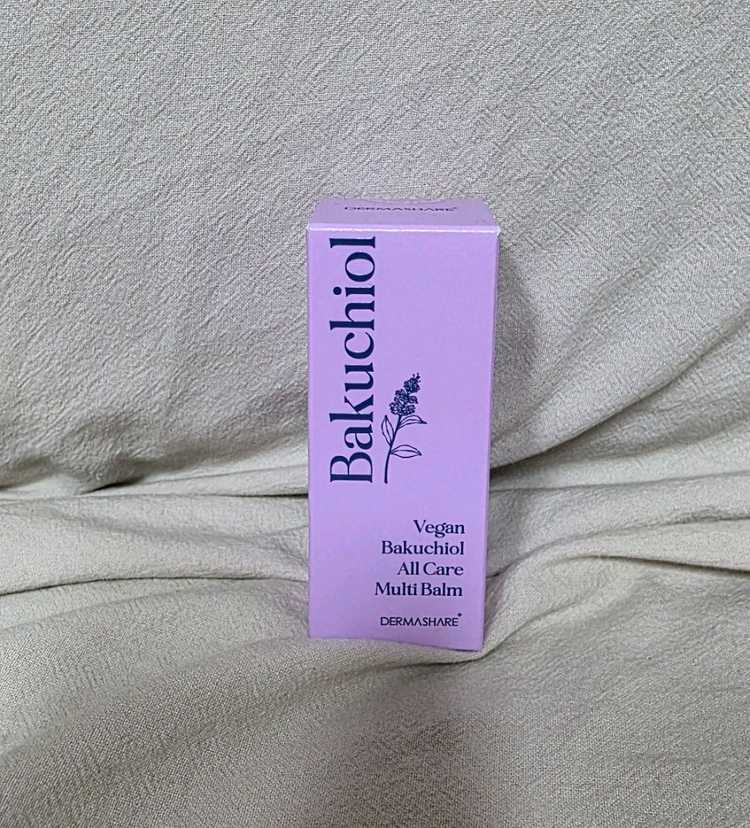 DERMASHARE®
Bakuchiol
Vegan
Bakuchiol
All Care
Multi Balm
DERMASHARE®